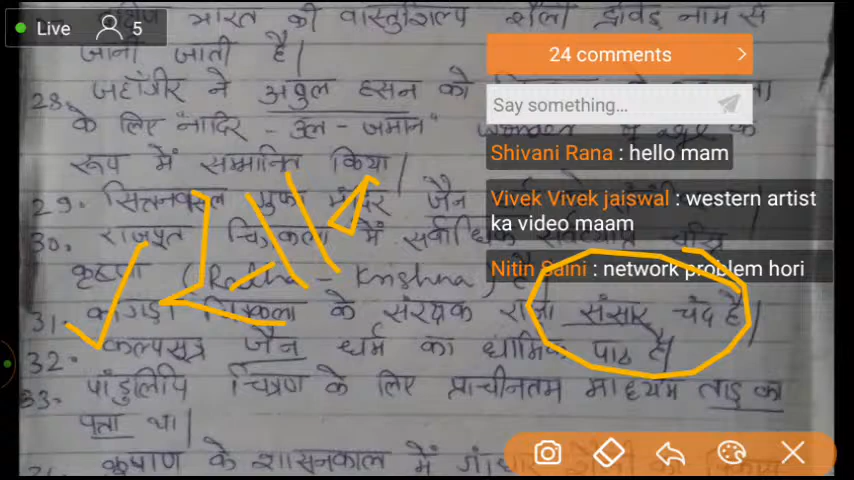 दक्षिण भारत की वास्तुशिल्प शैली द्रविड़ नाम से
जानी जाती है|
28. जहाँगीर ने अबुल हसन को
के लिए "नादिर - उल - जमान"
रूप में सम्मानित किया|
29. सित्तनवासल गुफा मंदिर जैन
30. राजपूत चित्रकला में सर्वाधिक
कृष्णा (Radha - Krishna) है|
31. कांगड़ा चित्रकला के संरक्षक राजा संसार चंद है|
32. कल्पसूत्र जैन धर्म का धार्मिक पाठ है|
33. पांडुलिपि चित्रण के लिए प्राचीनतम माध्यम ताड़ का
पत्ता था|
कुषाण के शासनकाल में गांधार शैली का
Live 5
24 comments
Say something...
Shivani Rana : hello mam
Vivek Vivek jaiswal : western artist
ka video maam
Nitin Saini : network problem hori